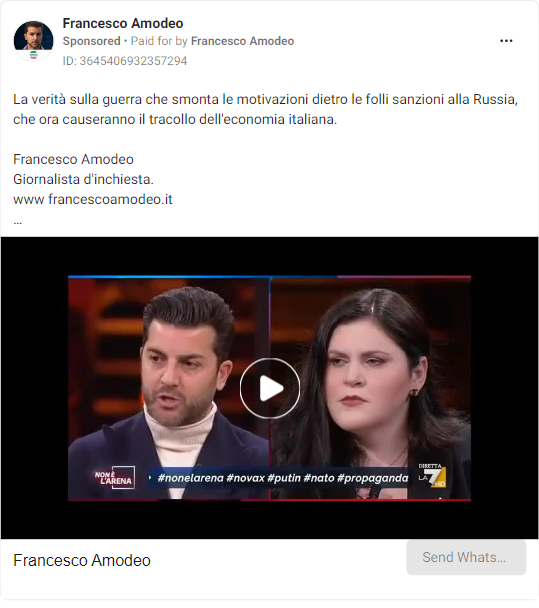 Francesco Amodeo
Sponsored • Paid for by Francesco Amodeo
ID: 3645406932357294
La verità sulla guerra che smonta le motivazioni dietro le folli sanzioni alla Russia,
che ora causeranno il tracollo dell'economia italiana.
Francesco Amodeo
Giornalista d'inchiesta.
www francescoamodeo.it
...
NON È
L'ARENA
#nonelarena #novax #putin #nato #propaganda
DIRETTA
LA 7 HD
Francesco Amodeo
Send Whats...